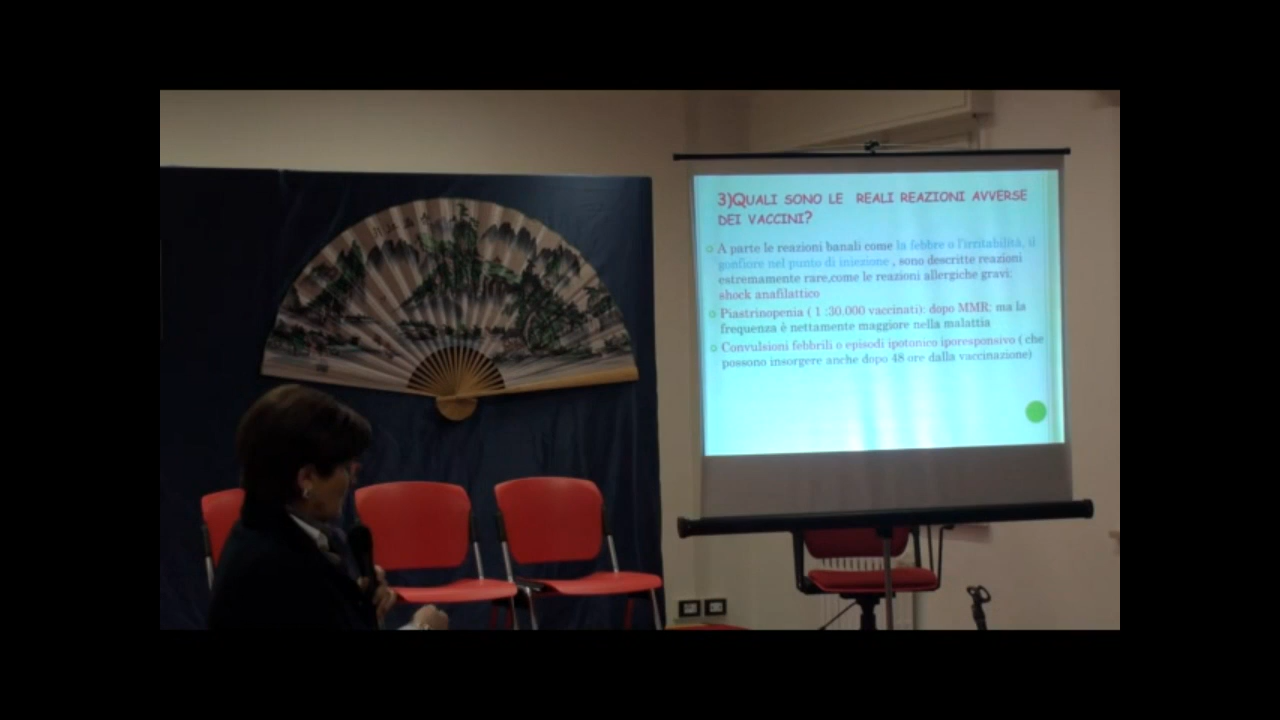 3)QUALI SONO LE REALI REAZIONI AVVERSE
DEI VACCINI?
A parte le reazioni banali come la febbre o l'irritabilità, il
gonfiore nel punto di iniezione , sono descritte reazioni
estremamente rare,come le reazioni allergiche gravi:
shock anafilattico
Piastrinopenia ( 1 :30.000 vaccinati): dopo MMR: ma la
frequenza è nettamente maggiore nella malattia
Convulsioni febbrili o episodi ipotonico iporesponsivo ( che
possono insorgere anche dopo 48 ore dalla vaccinazione)